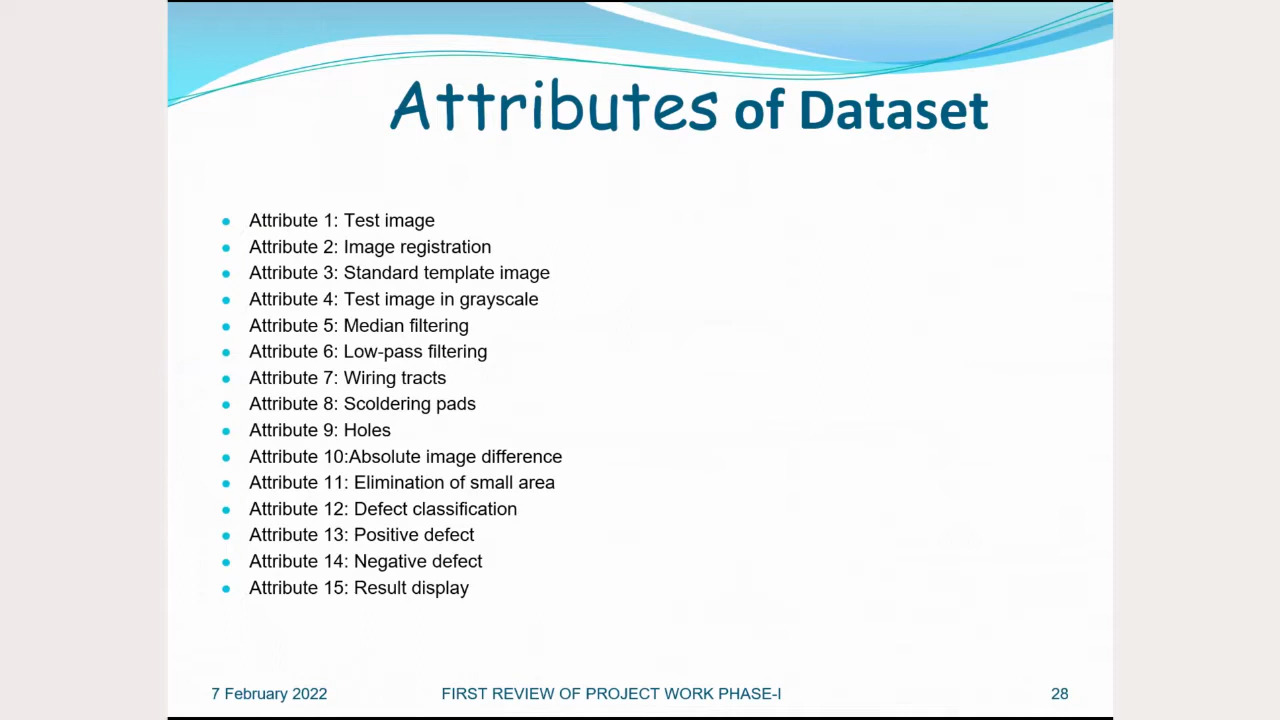 Attributes of Dataset
Attribute 1: Test image
Attribute 2: Image registration
Attribute 3: Standard template image
Attribute 4: Test image in grayscale
Attribute 5: Median filtering
Attribute 6: Low-pass filtering
Attribute 7: Wiring tracts
Attribute 8: Scoldering pads
Attribute 9: Holes
Attribute 10:Absolute image difference
Attribute 11: Elimination of small area
Attribute 12: Defect classification
Attribute 13: Positive defect
Attribute 14: Negative defect
Attribute 15: Result display
7 February 2022 FIRST REVIEW OF PROJECT WORK PHASE-I 28